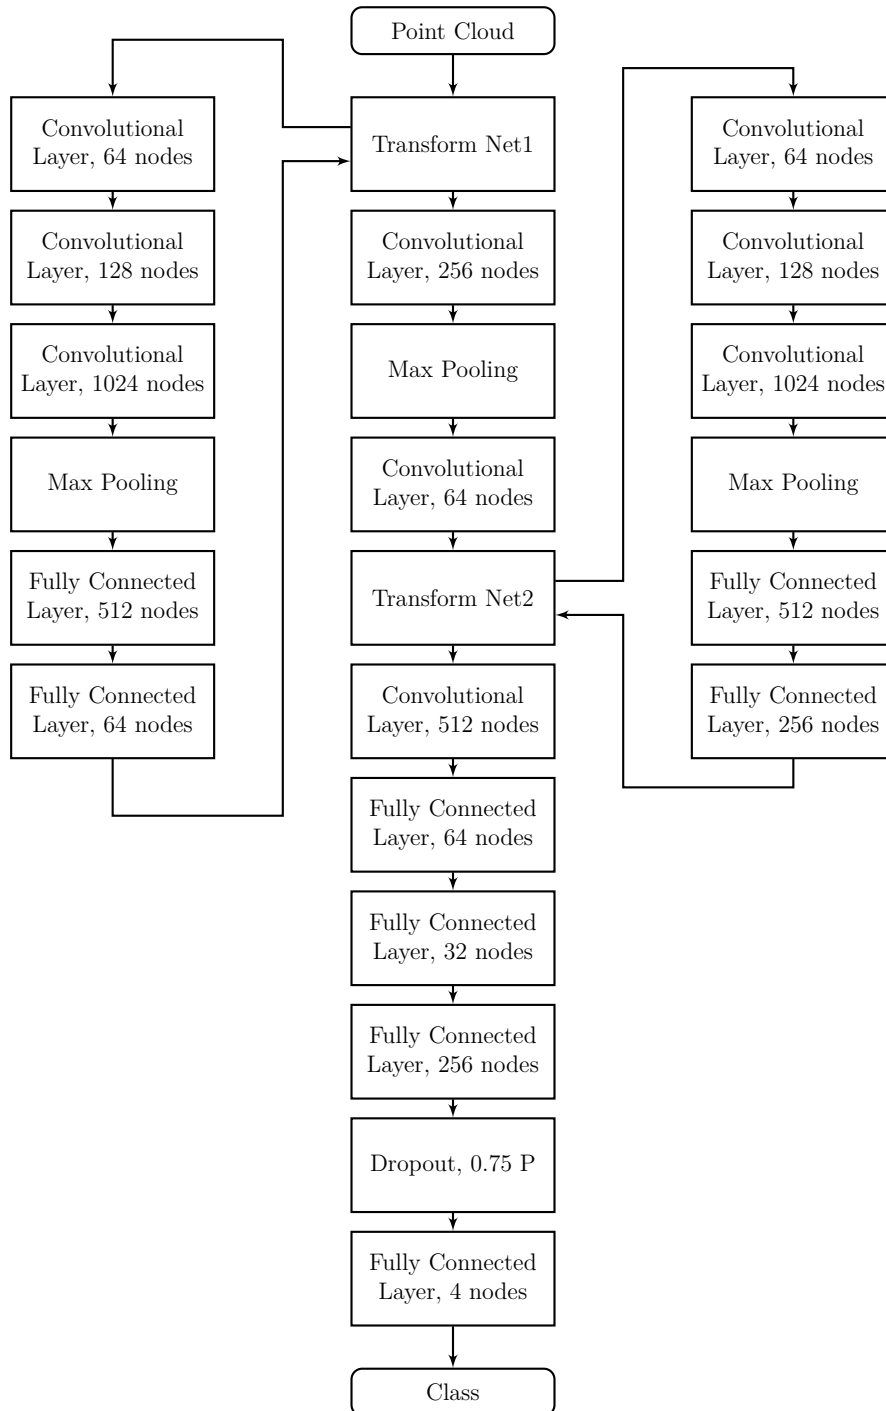 Point Cloud
Transform Net1
Convolutional
Layer, 256 nodes
Max Pooling
Convolutional
Layer, 64 nodes
Transform Net2
Convolutional
Layer, 512 nodes
Fully Connected
Layer, 64 nodes
Fully Connected
Layer, 32 nodes
Fully Connected
Layer, 256 nodes
Dropout, 0.75 P
Fully Connected
Layer, 4 nodes
Class
Convolutional
Layer, 64 nodes
Convolutional
Layer, 128 nodes
Convolutional
Layer, 1024 nodes
Max Pooling
Fully Connected
Layer, 512 nodes
Fully Connected
Layer, 64 nodes
Convolutional
Layer, 64 nodes
Convolutional
Layer, 128 nodes
Convolutional
Layer, 1024 nodes
Max Pooling
Fully Connected
Layer, 512 nodes
Fully Connected
Layer, 256 nodes